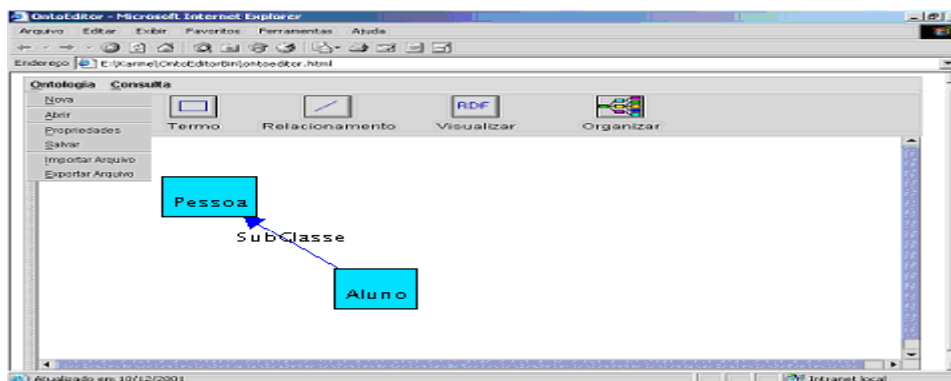 OntoEditor - Microsoft Internet Explorer
Arquivo Editar Exibir Favoritos Ferramentas Ajuda
Endereço E:\Karine\OntoEditorBin\ontoeditor.html
Ontologia Consulta
Nova
Abrir
Propriedades
Salvar
Importar Arquivo
Exportar Arquivo
Termo Relacionamento RDF Visualizar Organizar
Pessoa
SubClasse
Aluno
Atualizado em 10/12/2001 Intranet local